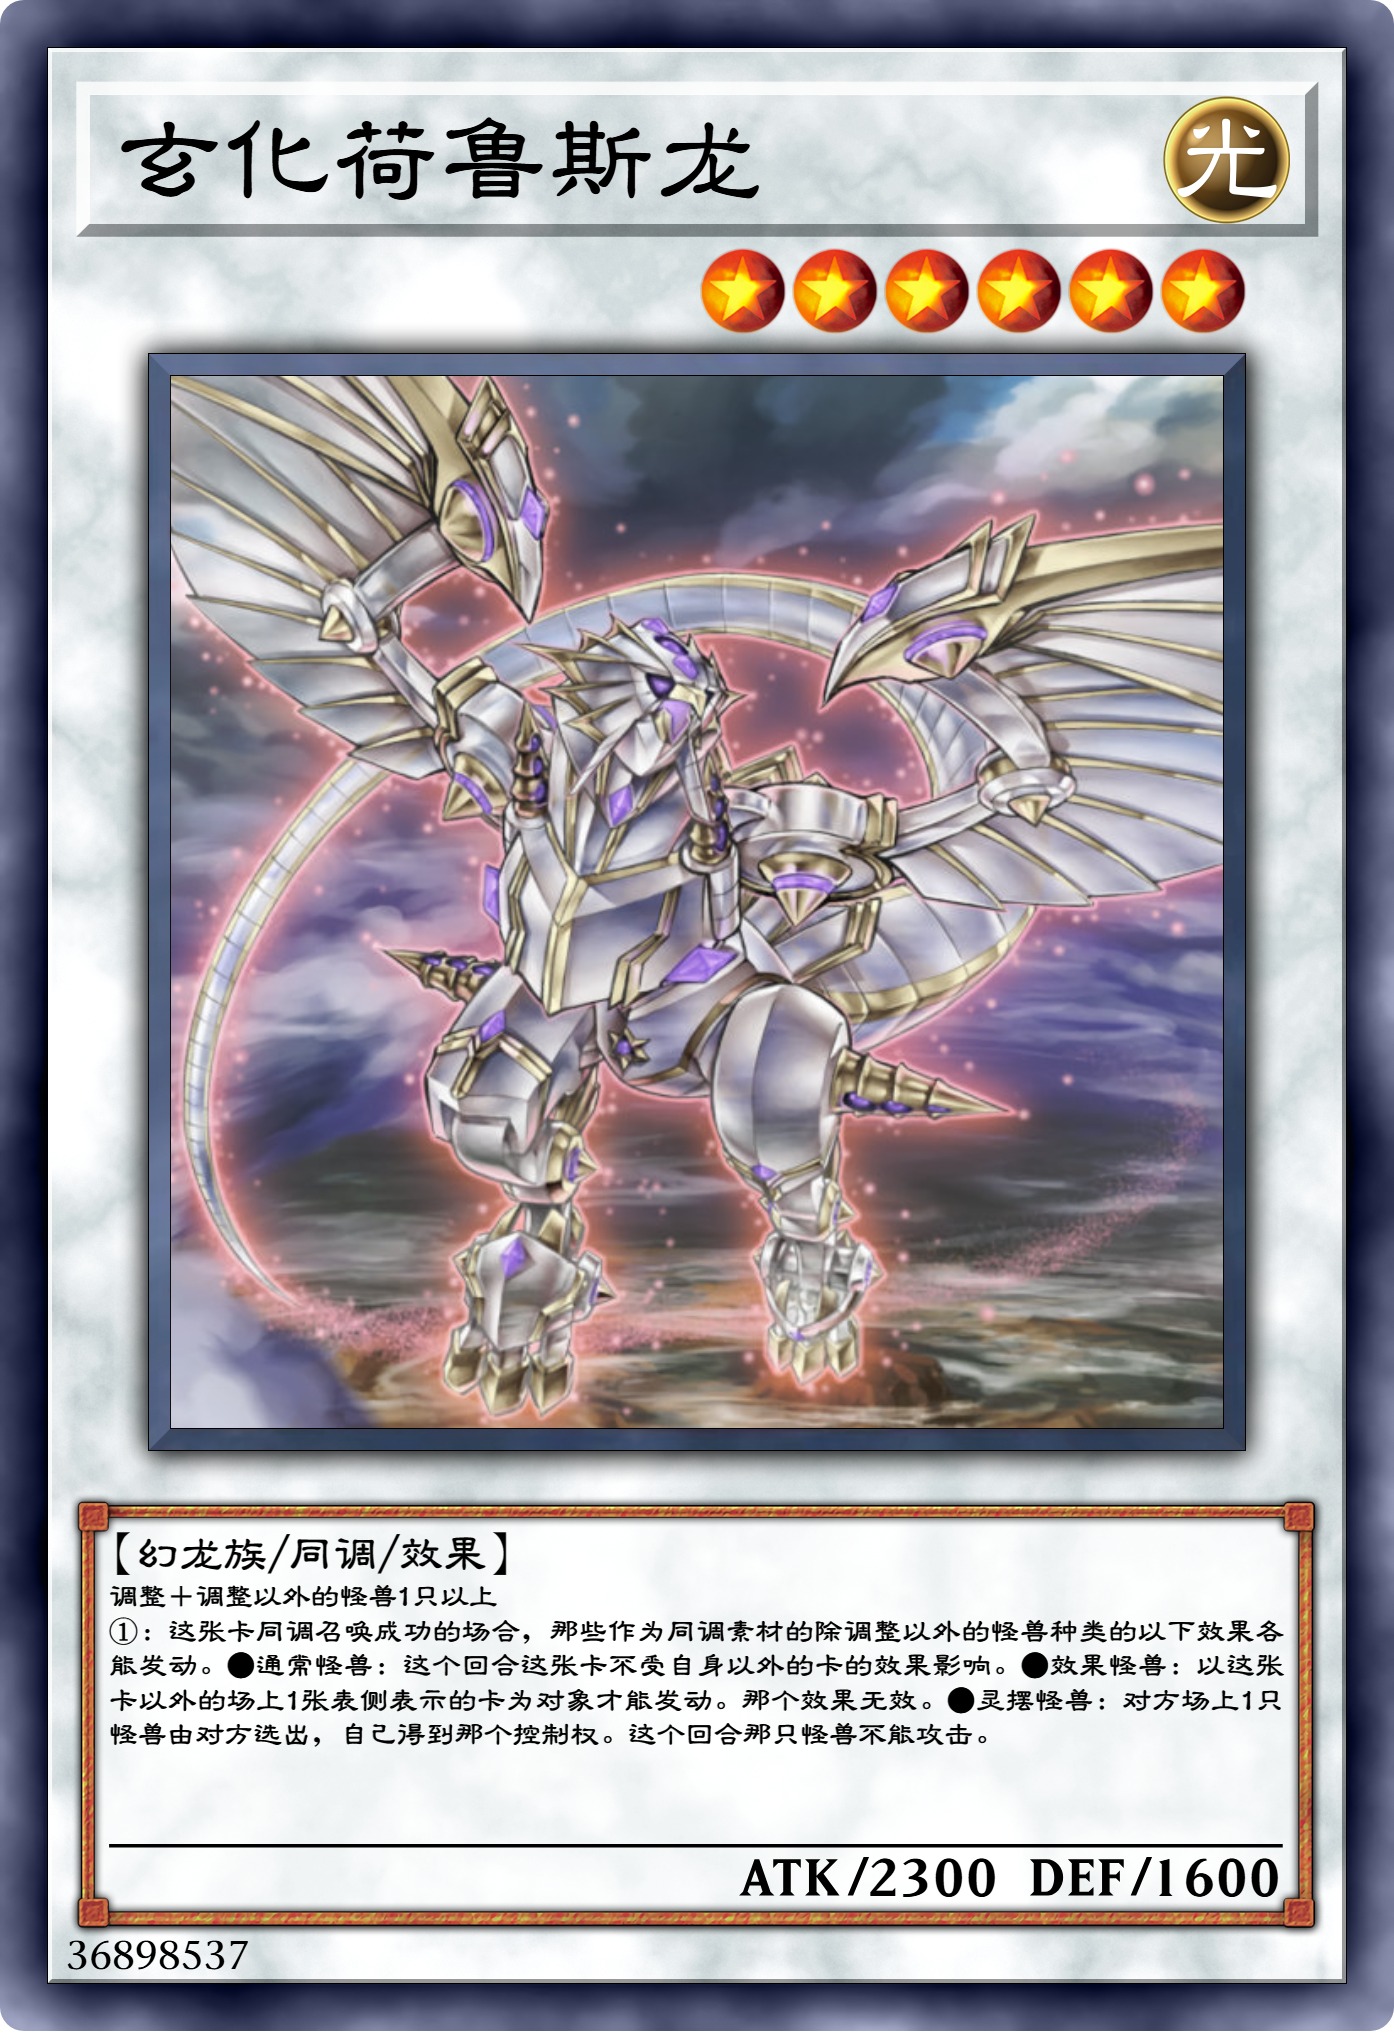 玄化荷鲁斯龙
光
【幻龙族/同调/效果】
调整＋调整以外的怪兽1只以上
①：这张卡同调召唤成功的场合，那些作为同调素材的除调整以外的怪兽种类的以下效果各
能发动。●通常怪兽：这个回合这张卡不受自身以外的卡的效果影响。●效果怪兽：以这张
卡以外的场上1张表侧表示的卡为对象才能发动。那个效果无效。●灵摆怪兽：对方场上1只
怪兽由对方选出，自己得到那个控制权。这个回合那只怪兽不能攻击。
ATK/2300 DEF/1600
36898537